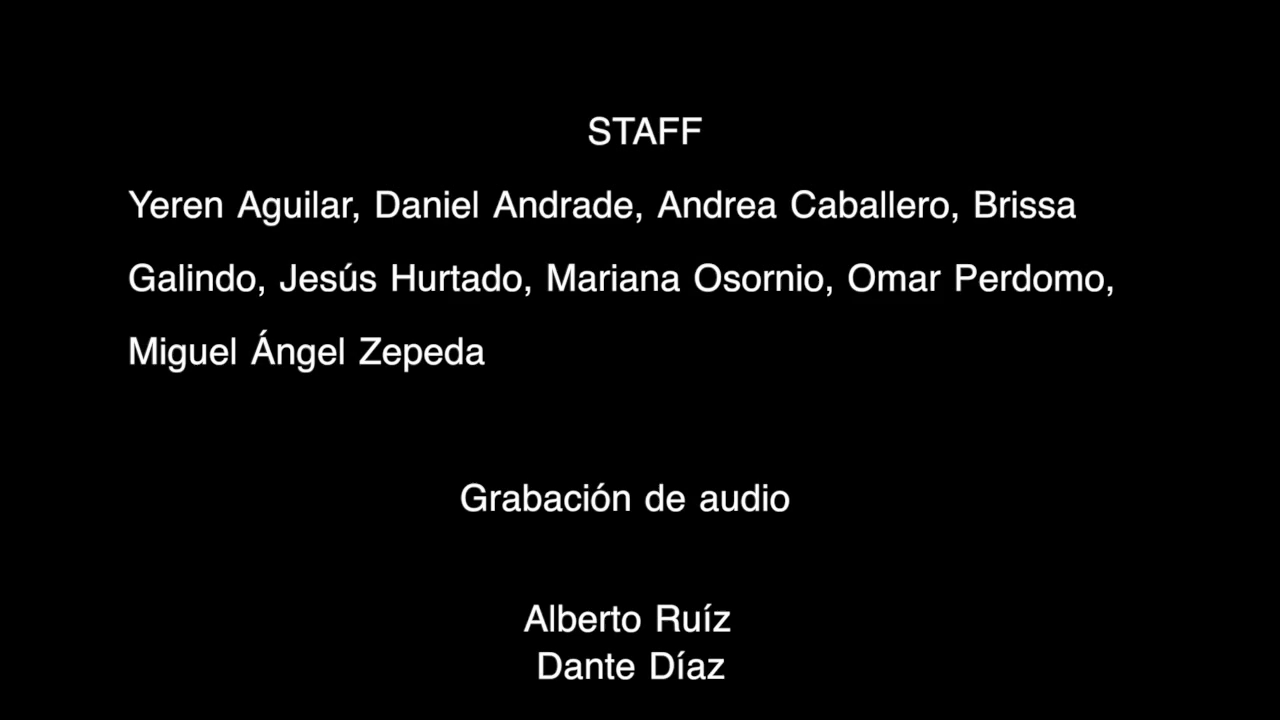 STAFF
Yeren Aguilar, Daniel Andrade, Andrea Caballero, Brissa
Galindo, Jesús Hurtado, Mariana Osornio, Omar Perdomo,
Miguel Ángel Zepeda
Grabación de audio
Alberto Ruíz
Dante Díaz